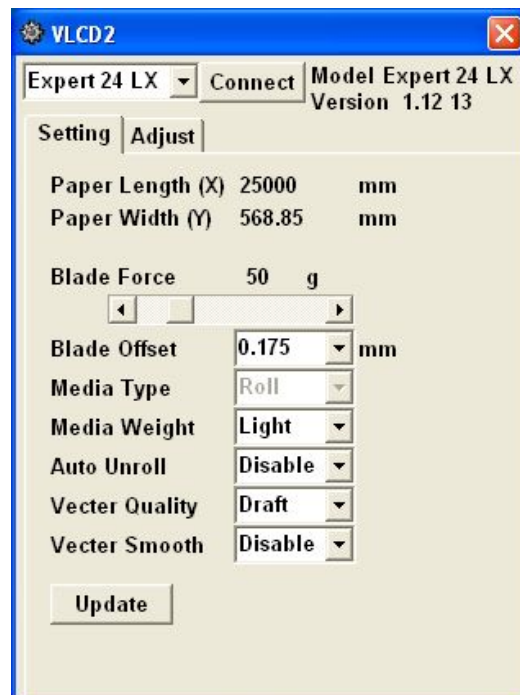 VLCD2
Expert 24 LX Connect Model Expert 24 LX
Version 1.12 13
Setting Adjust
Paper Length (X) 25000 mm
Paper Width (Y) 568.85 mm
Blade Force 50 g
Blade Offset 0.175 mm
Media Type Roll
Media Weight Light
Auto Unroll Disable
Vecter Quality Draft
Vecter Smooth Disable
Update